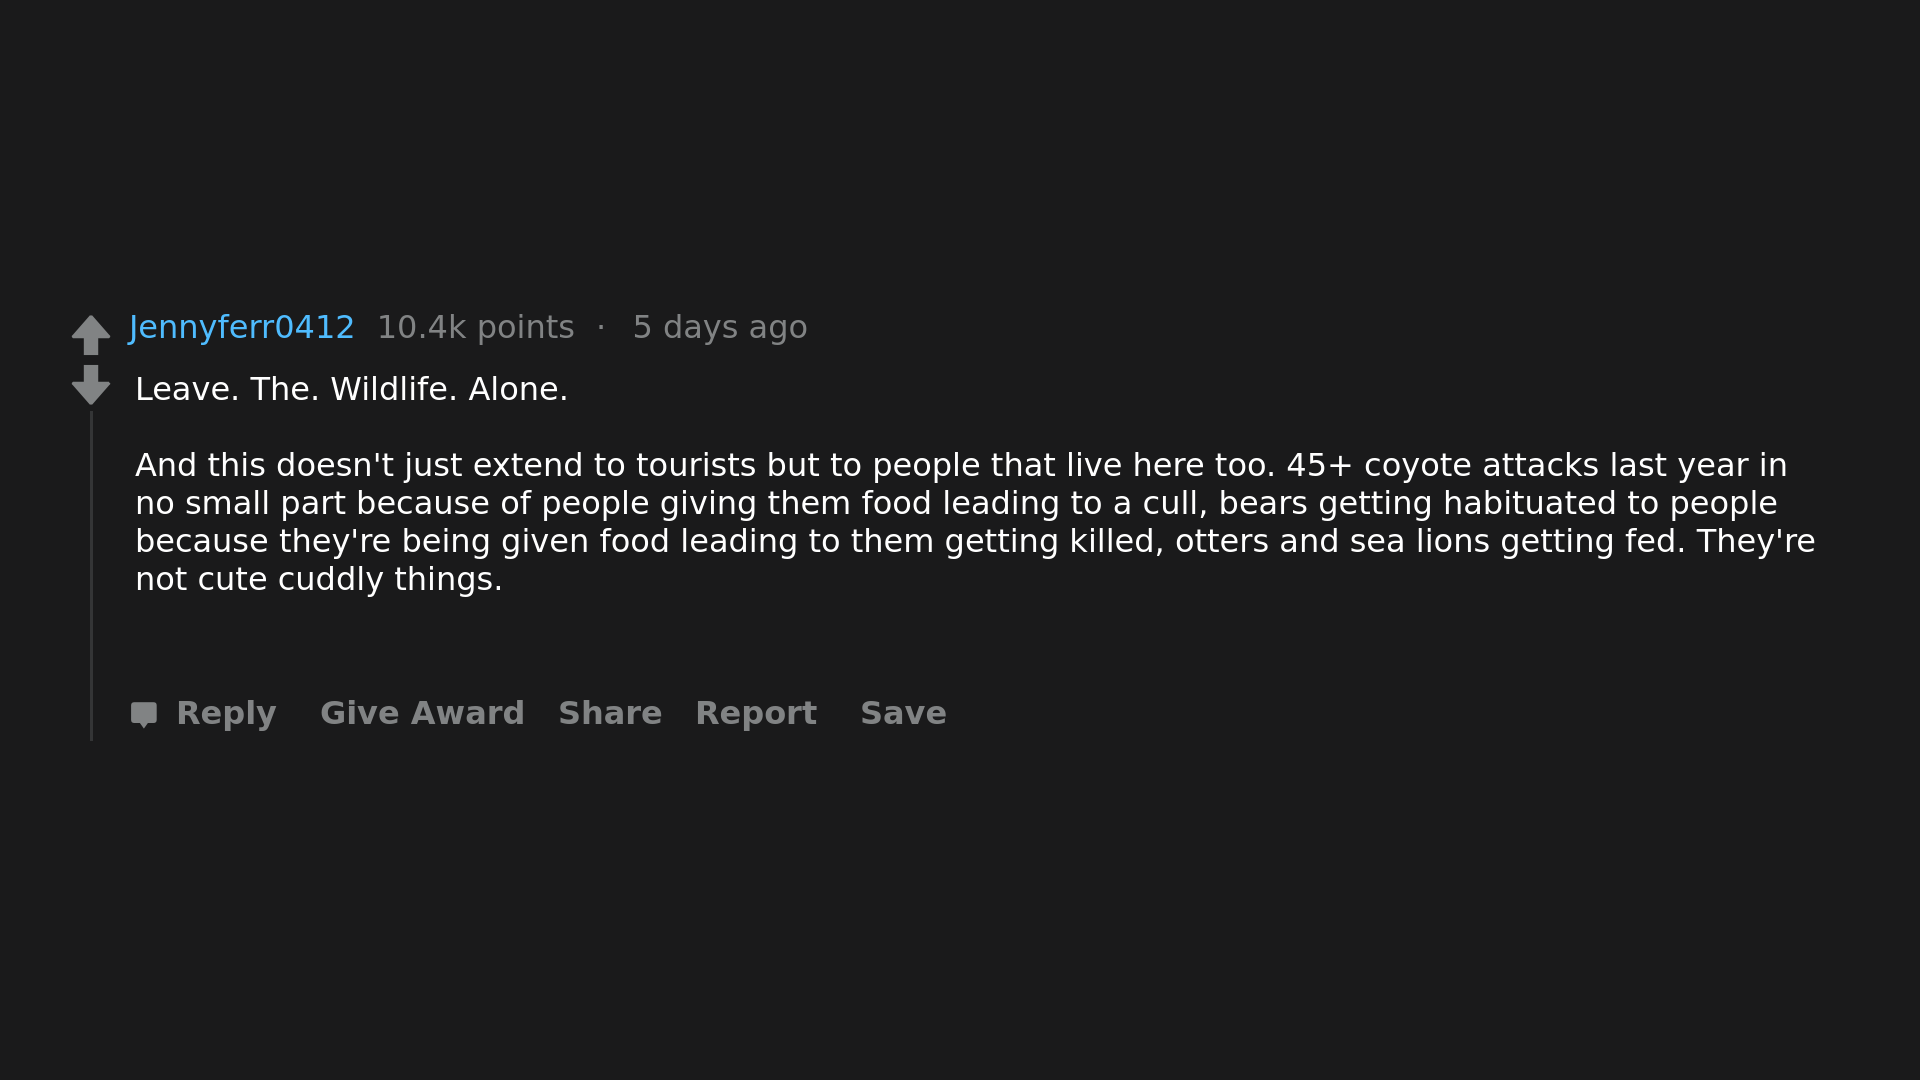 Jennyferr0412 10.4k points · 5 days ago
Leave. The. Wildlife. Alone.
And this doesn't just extend to tourists but to people that live here too. 45+ coyote attacks last year in
no small part because of people giving them food leading to a cull, bears getting habituated to people
because they're being given food leading to them getting killed, otters and sea lions getting fed. They're
not cute cuddly things.
Reply Give Award Share Report Save